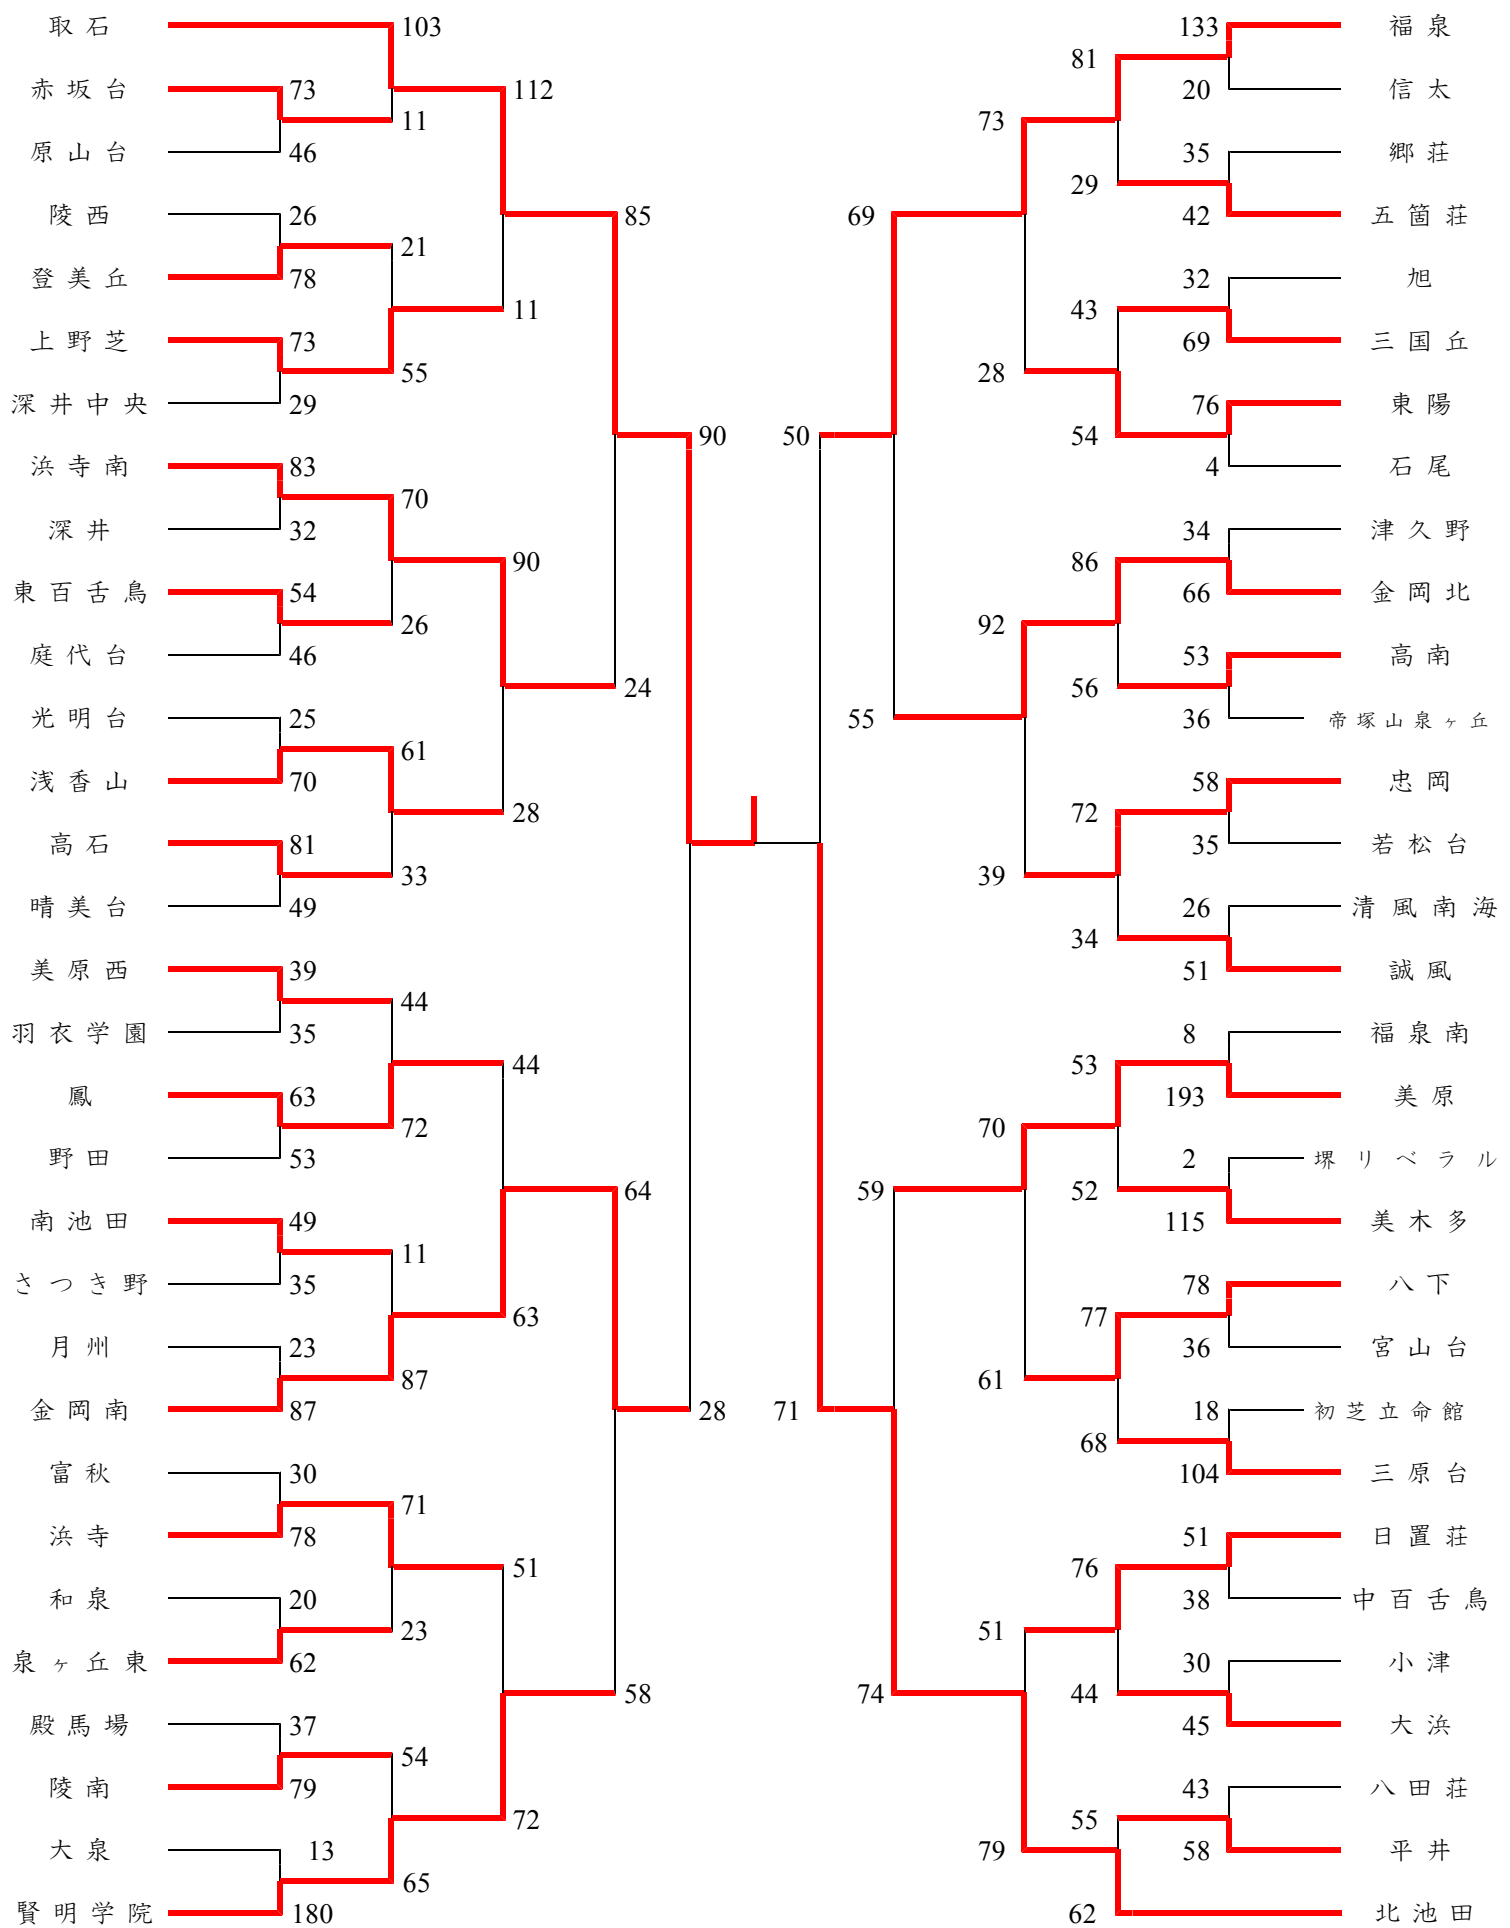 取石 103 133 福泉
81
赤坂台 73 112 20 信太
11 73
原山台 46 35 郷荘
29
陵西 26 85 69 42 五箇荘
21
登美丘 78 32 旭
11 43
上野芝 73 69 三国丘
55 28
深井中央 29 76 東陽
90 50 54
浜寺南 83 4 石尾
70
深井 32 34 津久野
90 86
東百舌鳥 54 66 金岡北
26 92
庭代台 46 53 高南
24 56
光明台 25 55 36 帝塚山泉ヶ丘
61
浅香山 70 58 忠岡
28 72
高石 81 35 若松台
33 39
晴美台 49 26 清風南海
34
美原西 39 51 誠風
44
羽衣学園 35 8 福泉南
44 53
鳳 63 193 美原
72 70
野田 53 2 堺リベラル
64 59 52
南池田 49 115 美木多
11
さつき野 35 78 八下
63 77
月州 23 36 宮山台
87 61
金岡南 87 28 71 18 初芝立命館
68
富秋 30 104 三原台
71
浜寺 78 51 日置荘
51 76
和泉 20 38 中百舌鳥
23 51
泉ヶ丘東 62 30 小津
58 74 44
殿馬場 37 45 大浜
54
陵南 79 43 八田荘
72 55
大泉 13 79 58 平井
65
賢明学院 180 62 北池田